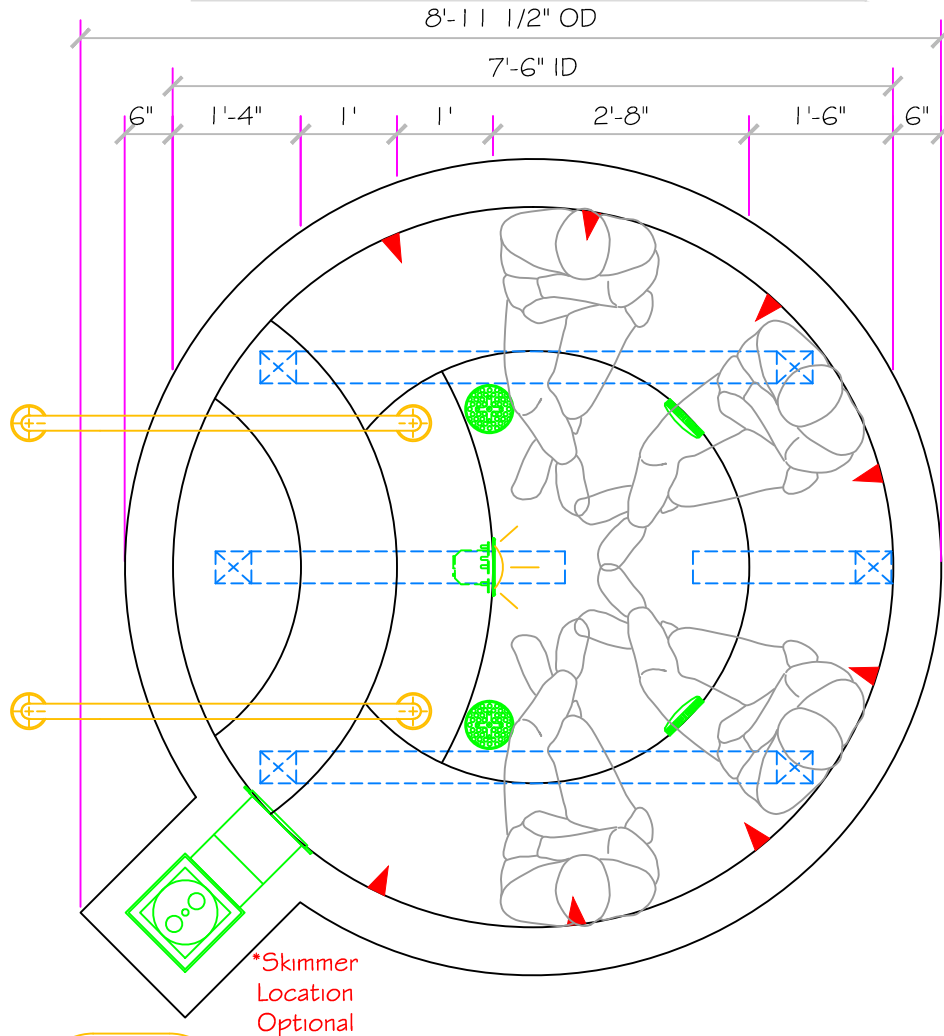 8'-11 1/2" OD
7'-6" ID
6" 1'-4" 1' 1' 2'-8" 1'-6" 6"
*Skimmer
Location
Optional